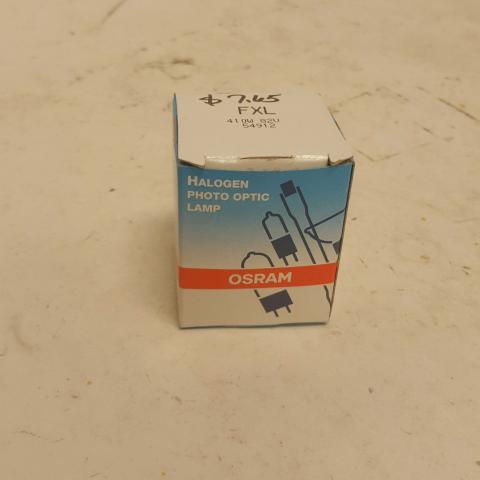 $ 7.65
FXL
410W 82V
54912
HALOGEN
PHOTO OPTIC
LAMP
OSRAM